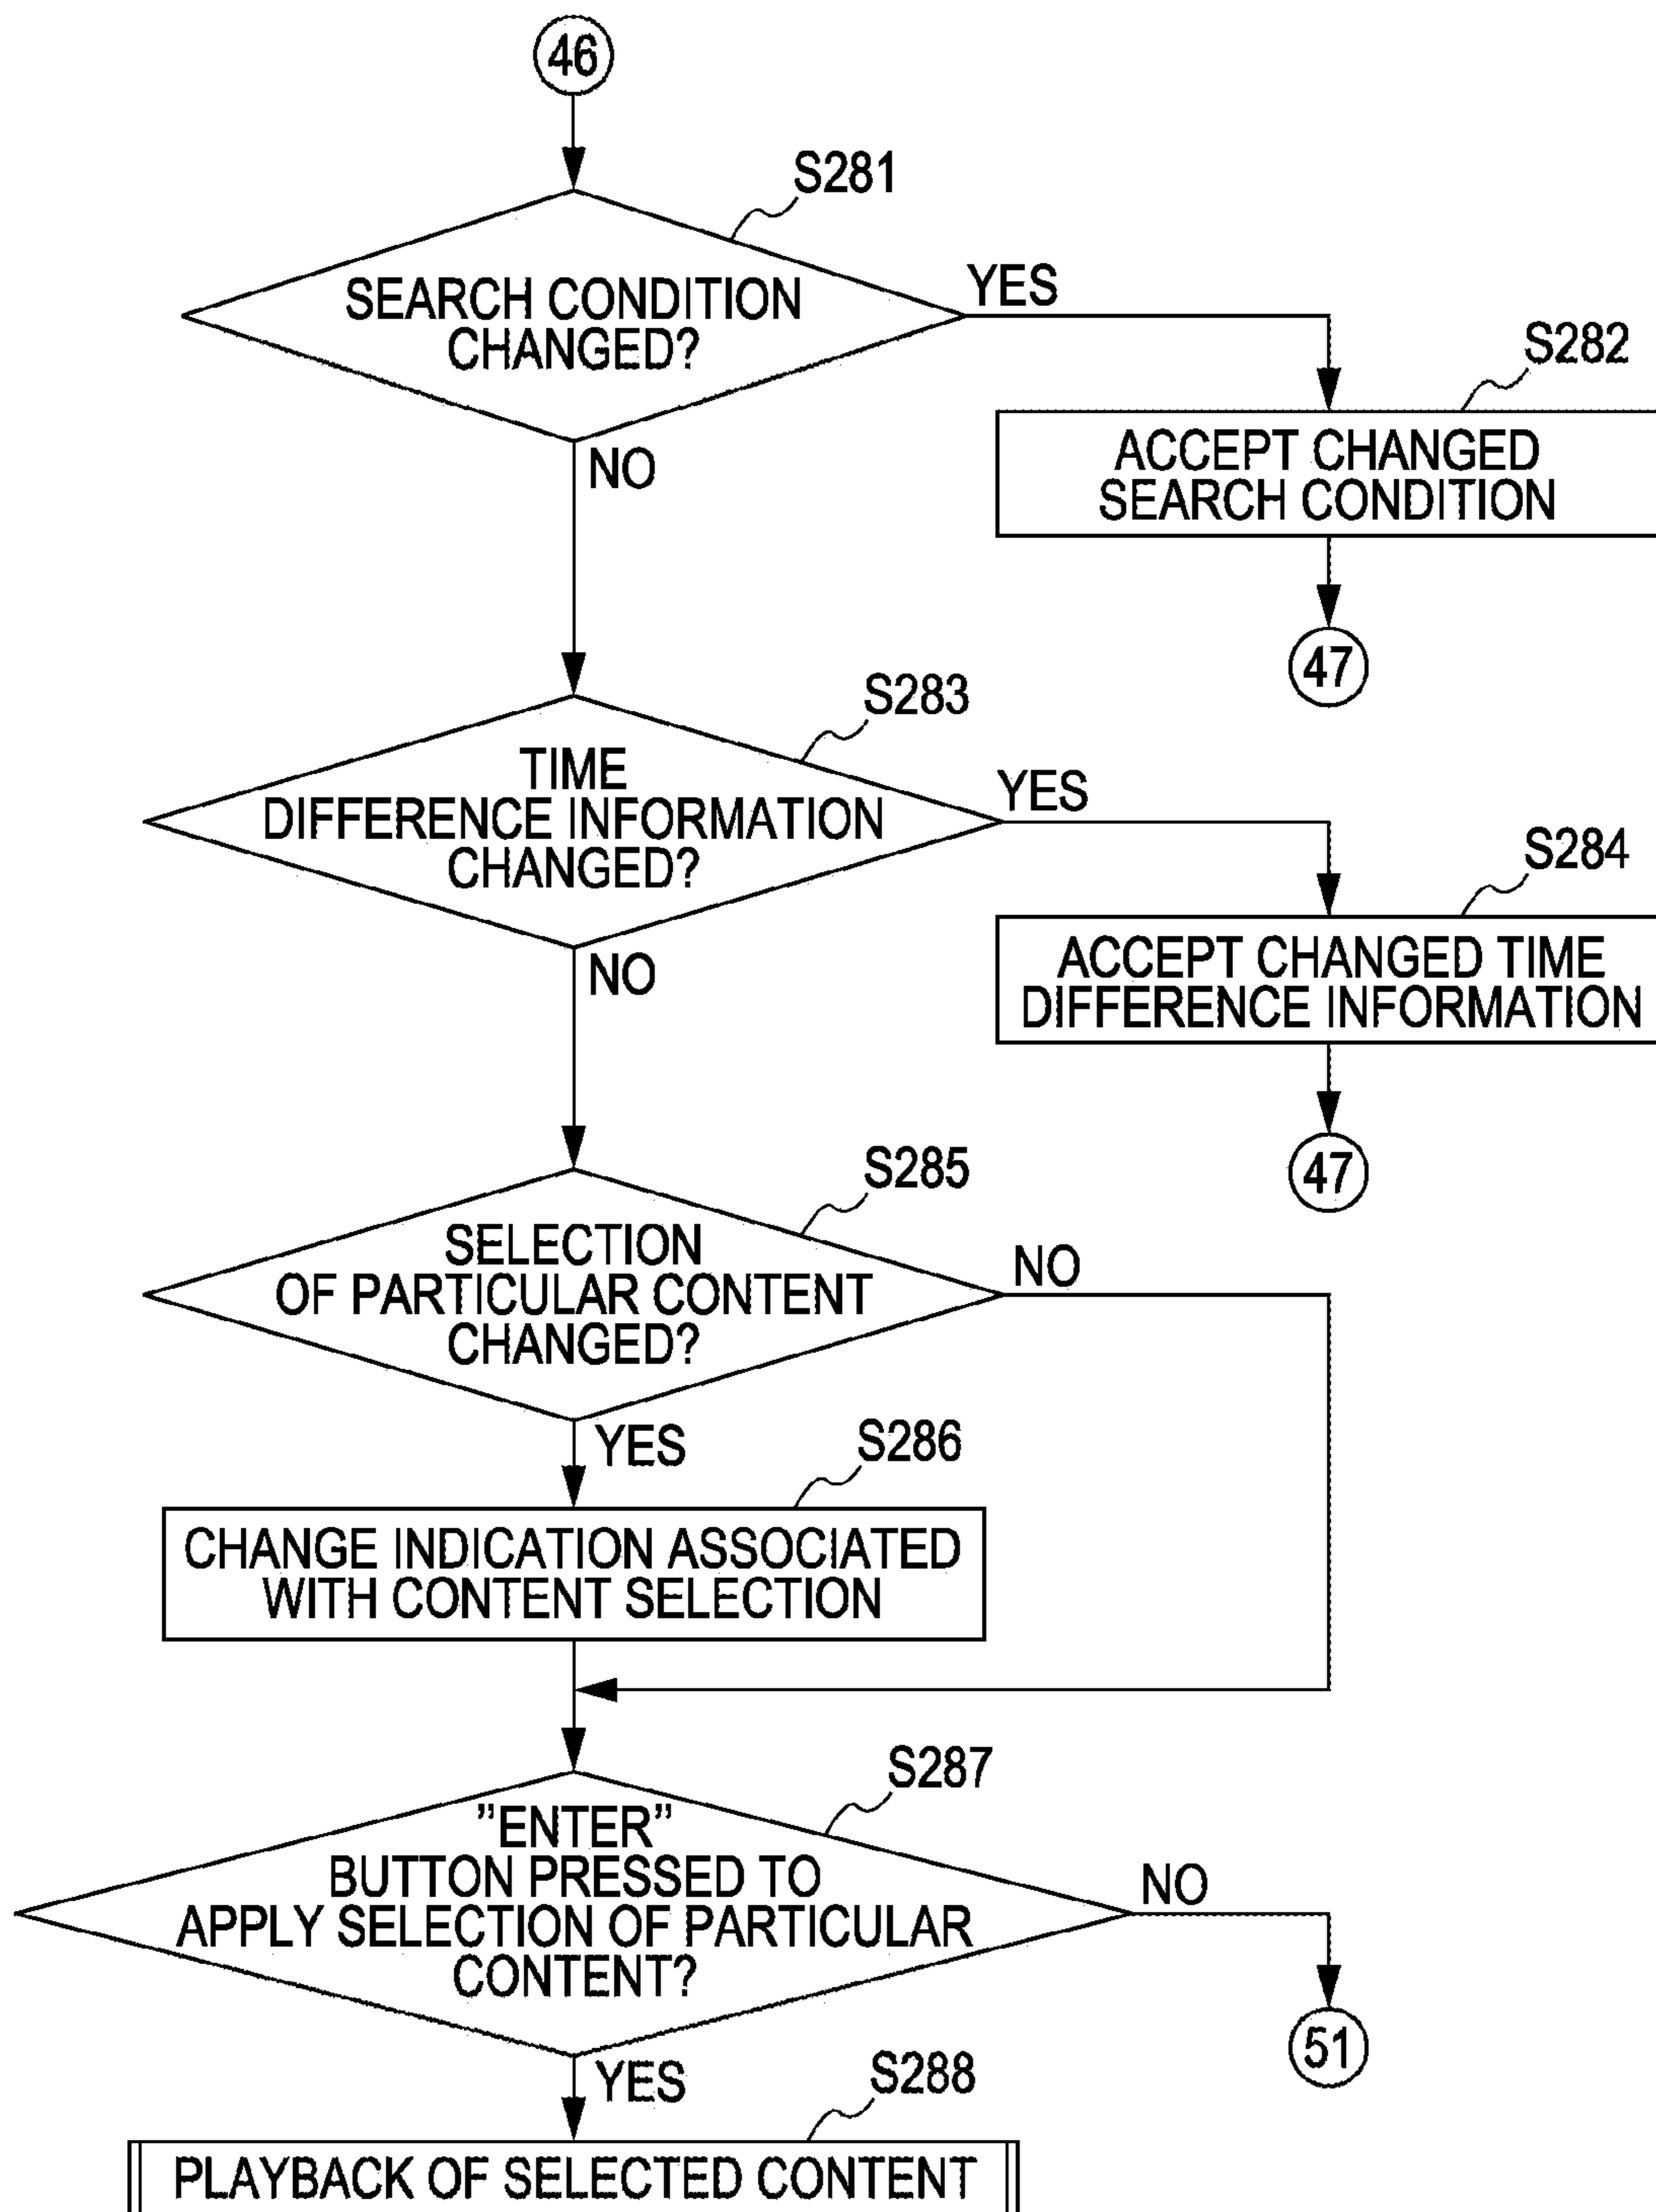 46
S281
SEARCH CONDITION
CHANGED?
YES
NO
S282
ACCEPT CHANGED
SEARCH CONDITION
47
S283
TIME
DIFFERENCE INFORMATION
CHANGED?
YES
NO
S284
ACCEPT CHANGED TIME
DIFFERENCE INFORMATION
47
S285
SELECTION
OF PARTICULAR CONTENT
CHANGED?
NO
YES
S286
CHANGE INDICATION ASSOCIATED
WITH CONTENT SELECTION
S287
"ENTER"
BUTTON PRESSED TO
APPLY SELECTION OF PARTICULAR
CONTENT?
NO
51
YES
S288
PLAYBACK OF SELECTED CONTENT